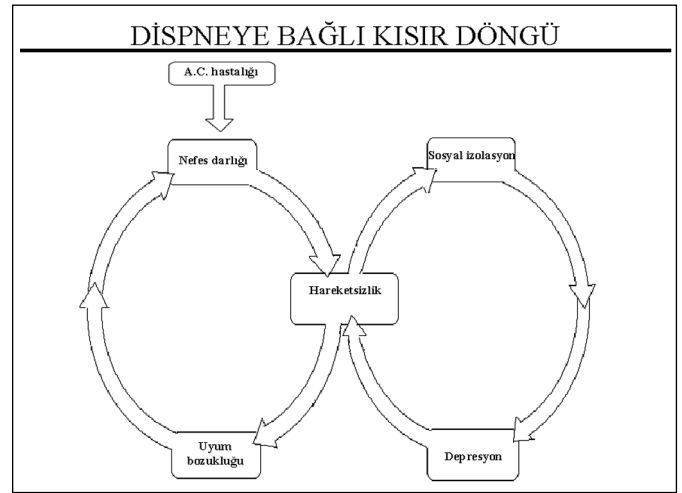 DİSPNEYE BAĞLI KISIR DÖNGÜ
A.C. hastalığı
Nefes darlığı
Sosyal izolasyon
Hareketsizlik
Uyum
bozukluğu
Depresyon